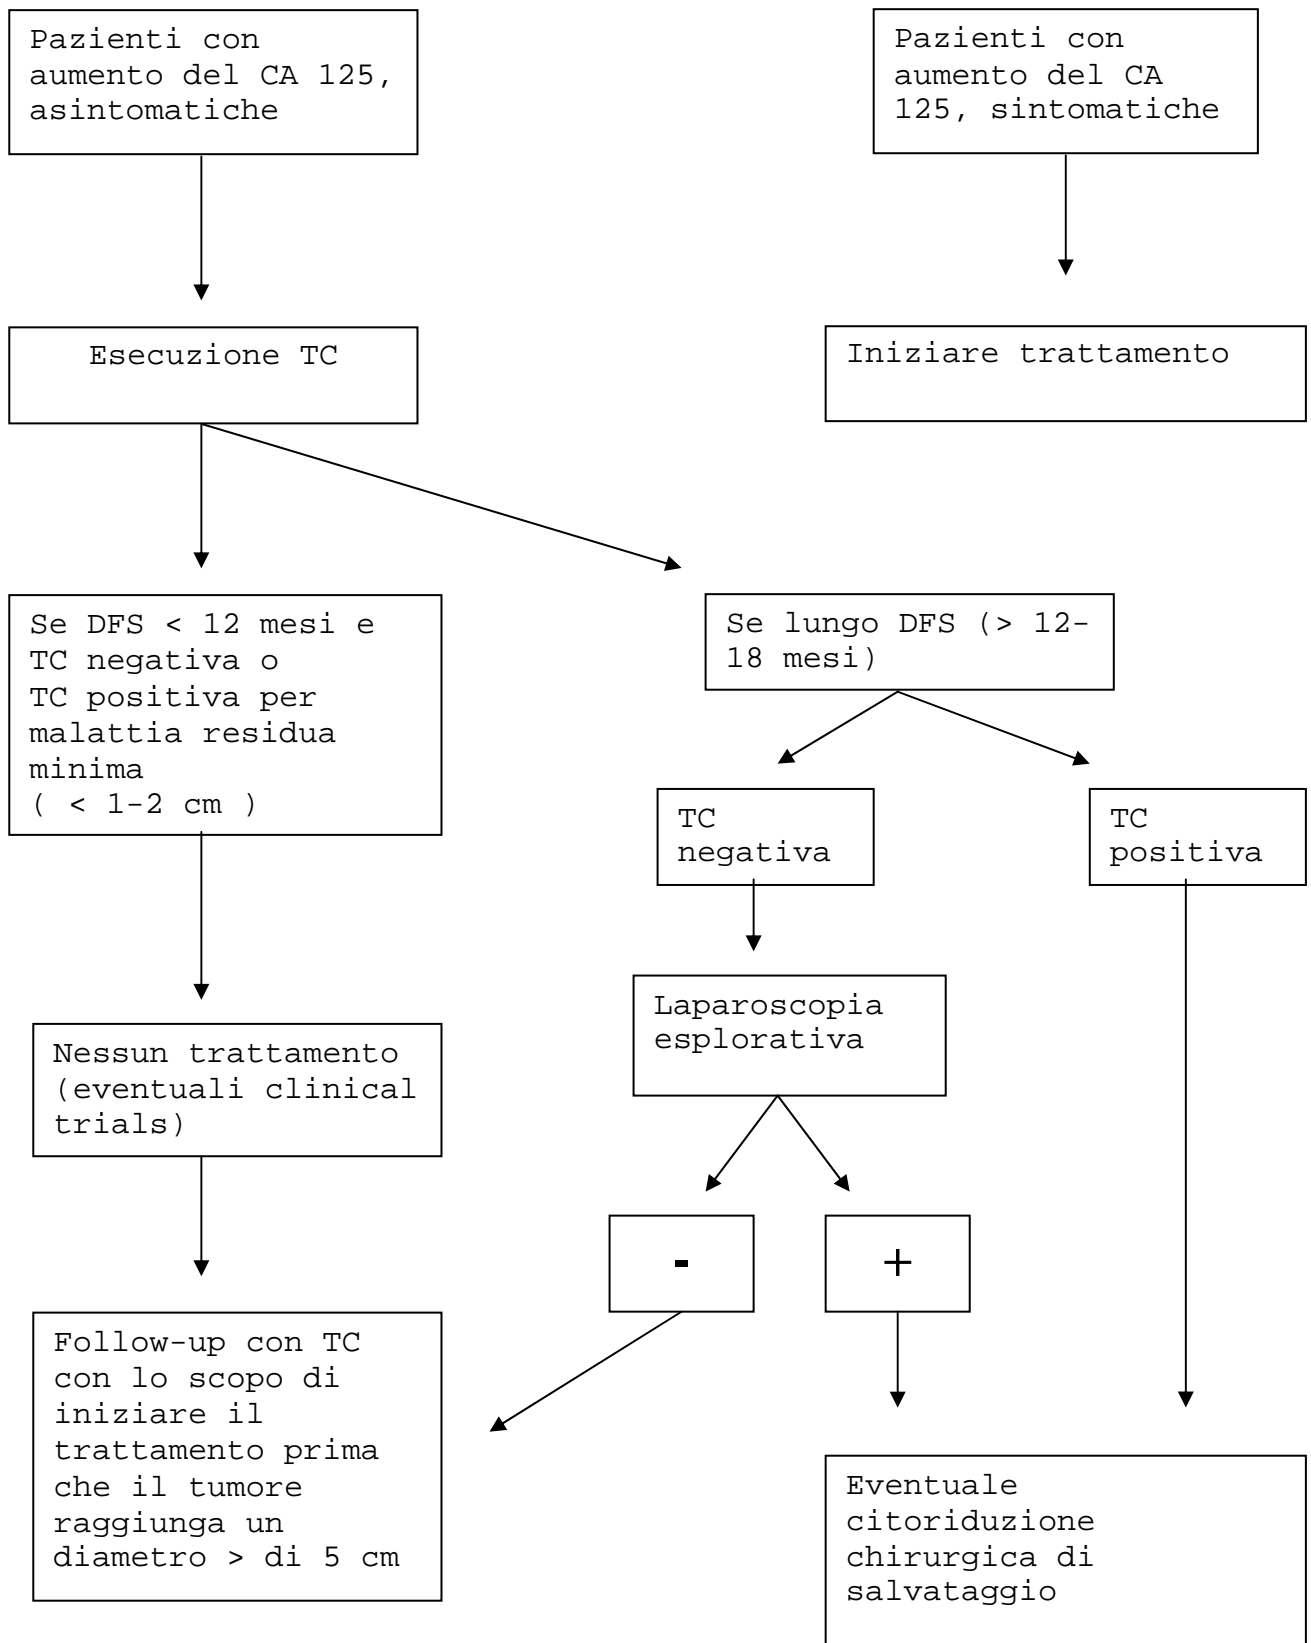 Pazienti con
aumento del CA 125,
asintomatiche
Pazienti con
aumento del CA
125, sintomatiche
Esecuzione TC
Iniziare trattamento
Se DFS < 12 mesi e
TC negativa o
TC positiva per
malattia residua
minima
( < 1-2 cm )
Se lungo DFS (> 12-
18 mesi)
TC
negativa
TC
positiva
Laparoscopia
esplorativa
Nessun trattamento
(eventuali clinical
trials)
-
+
Follow-up con TC
con lo scopo di
iniziare il
trattamento prima
che il tumore
raggiunga un
diametro > di 5 cm
Eventuale
citoriduzione
chirurgica di
salvataggio